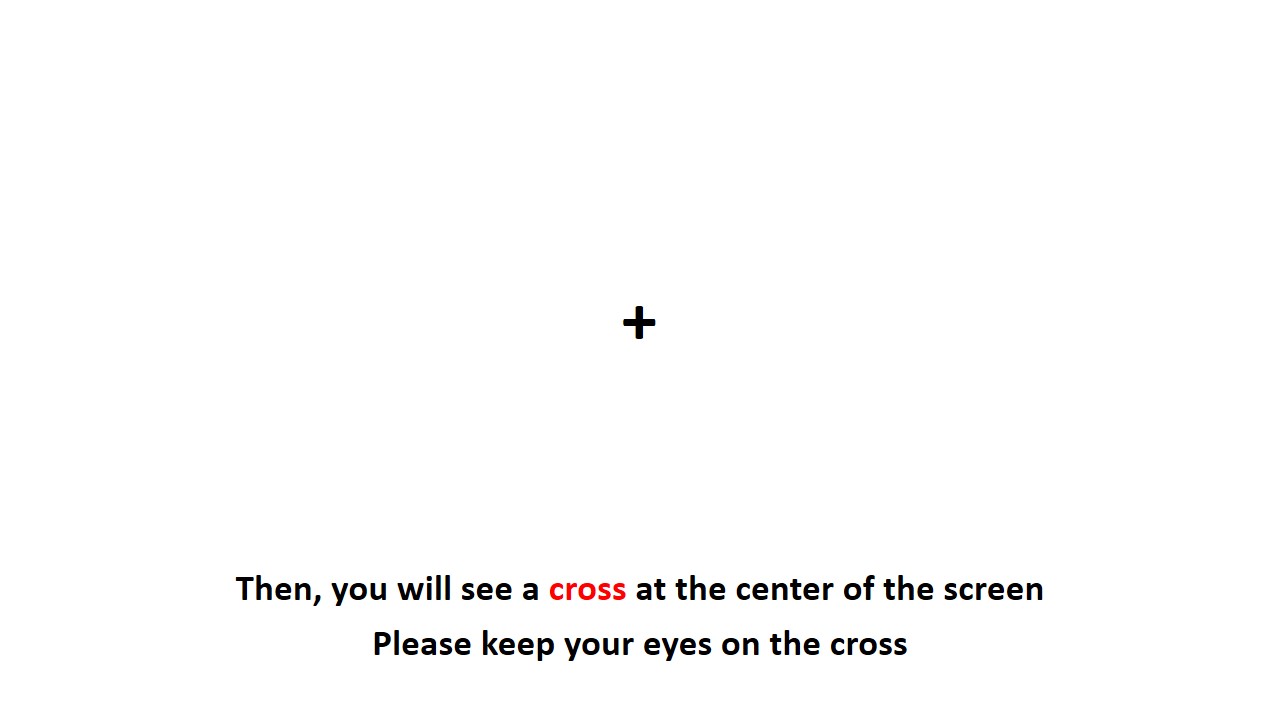 +
Then, you will see a cross at the center of the screen
Please keep your eyes on the cross